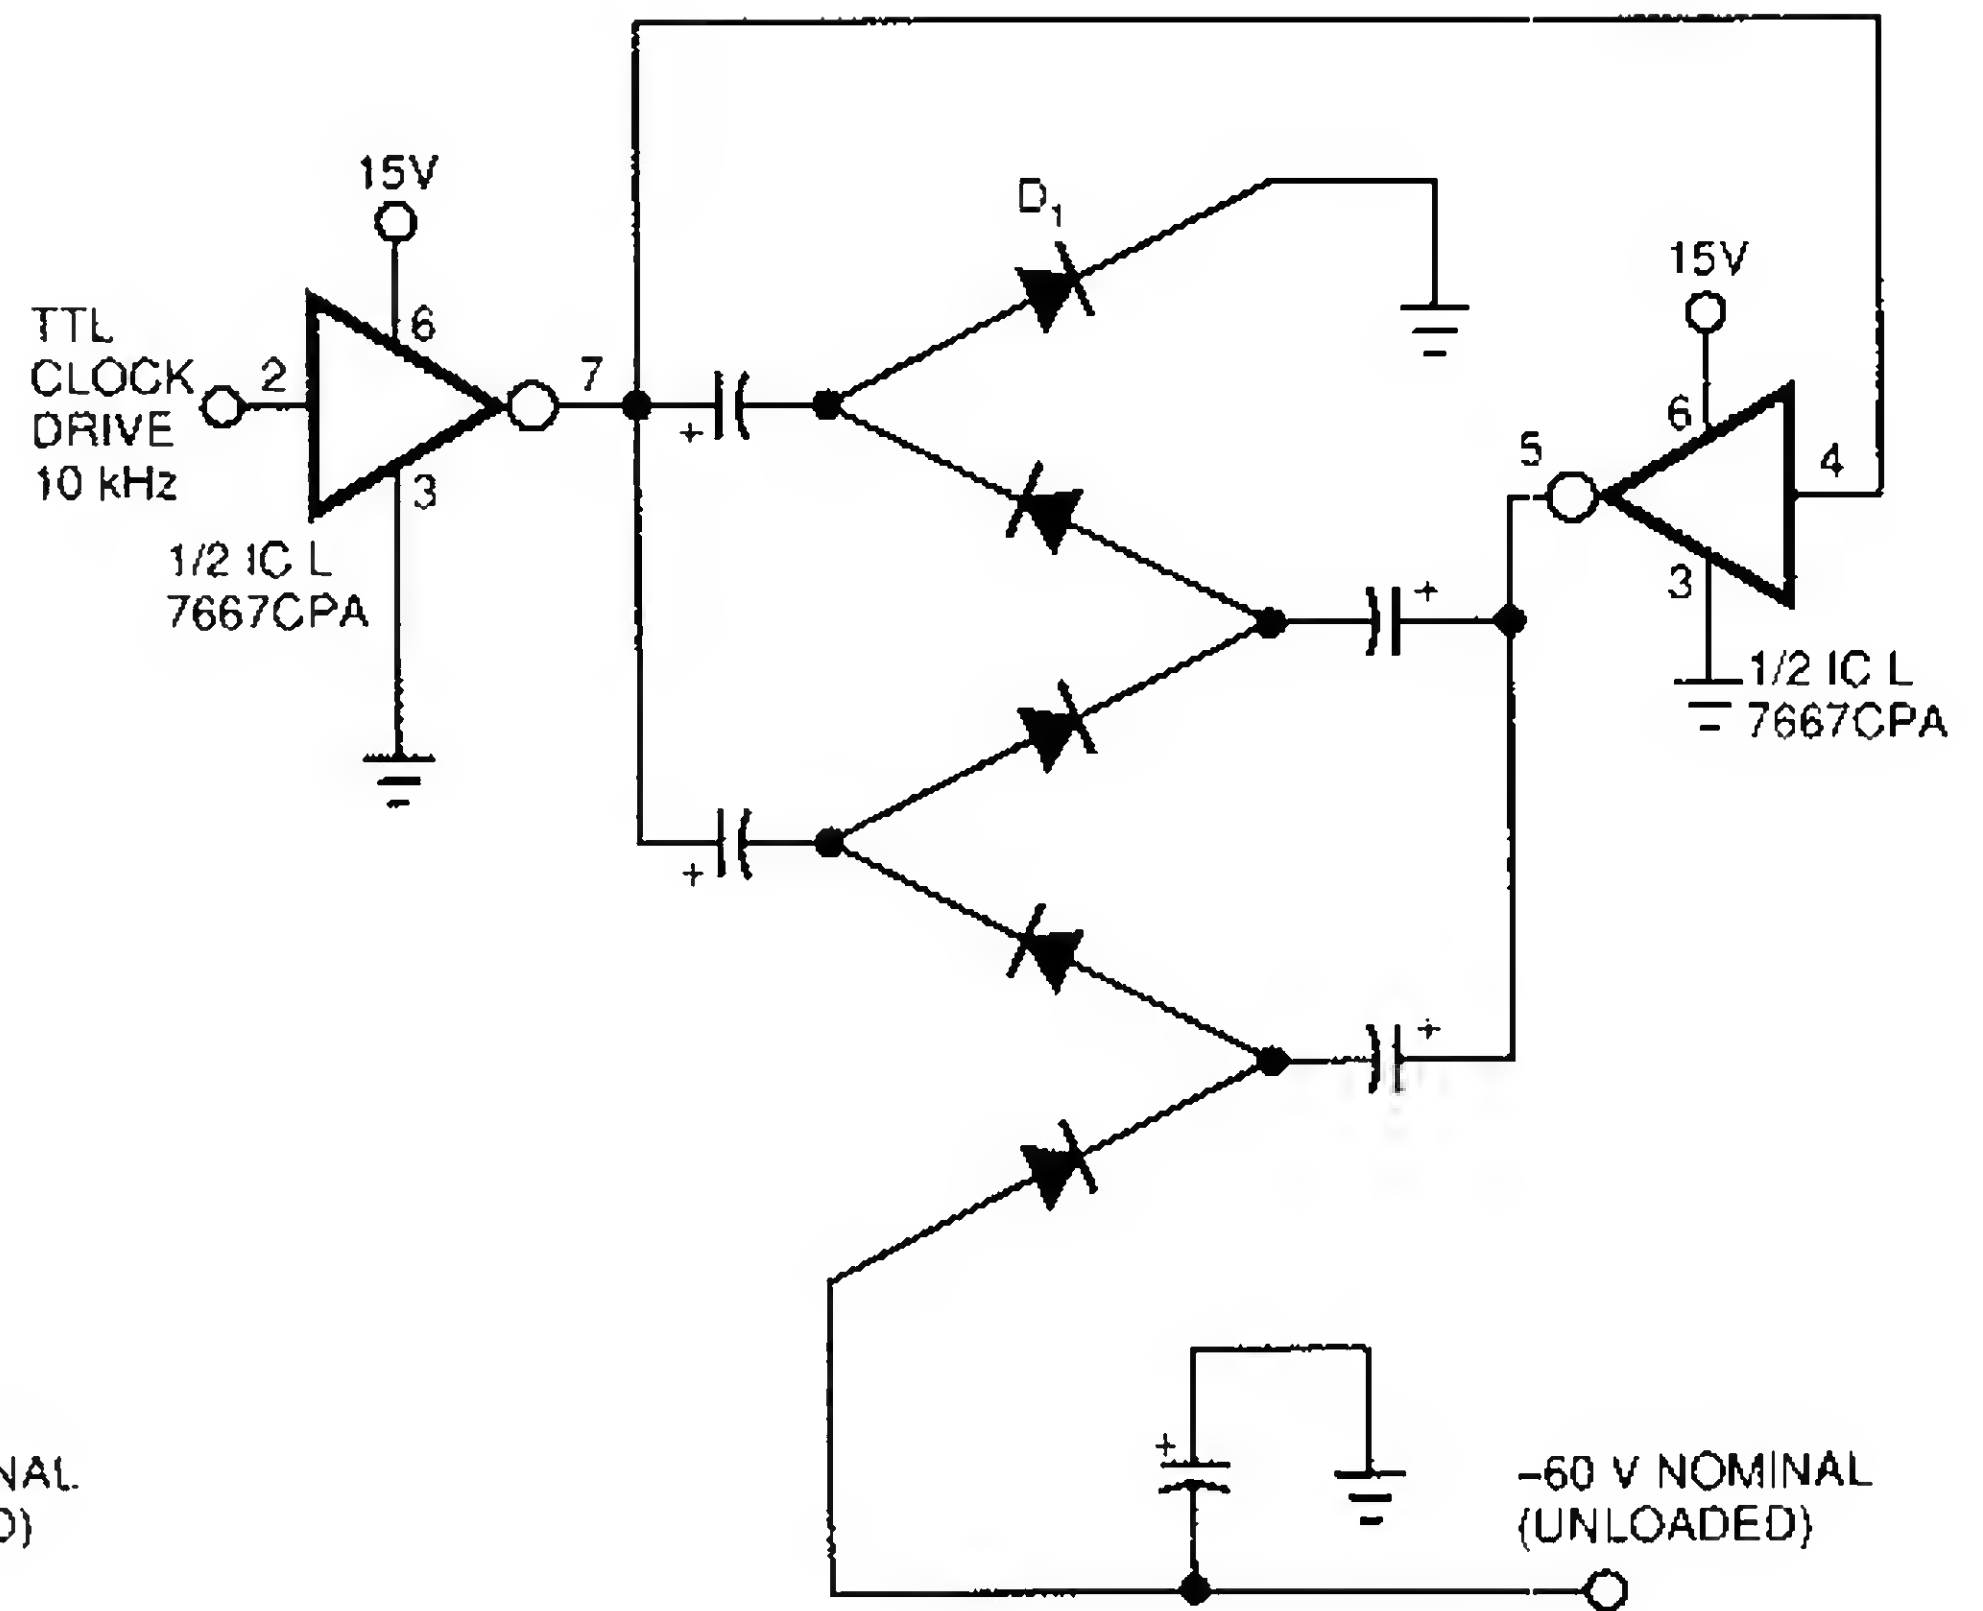 D1
15V
15V
TTL
CLOCK
DRIVE
10 kHz
2
6
7
3
+
1/2 IC L
7667CPA
5
6
4
3
+
1/2 IC L
7667CPA
+
+
+
NAL
D)
-60 V NOMINAL
(UNLOADED)